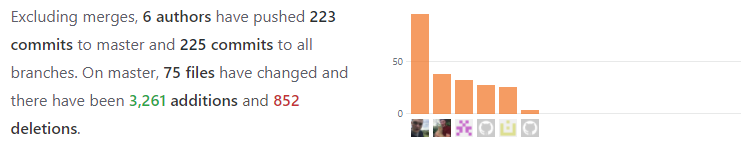 Excluding merges, 6 authors have pushed 223
commits to master and 225 commits to all
branches. On master, 75 files have changed and
there have been 3,261 additions and 852
deletions.
50
0